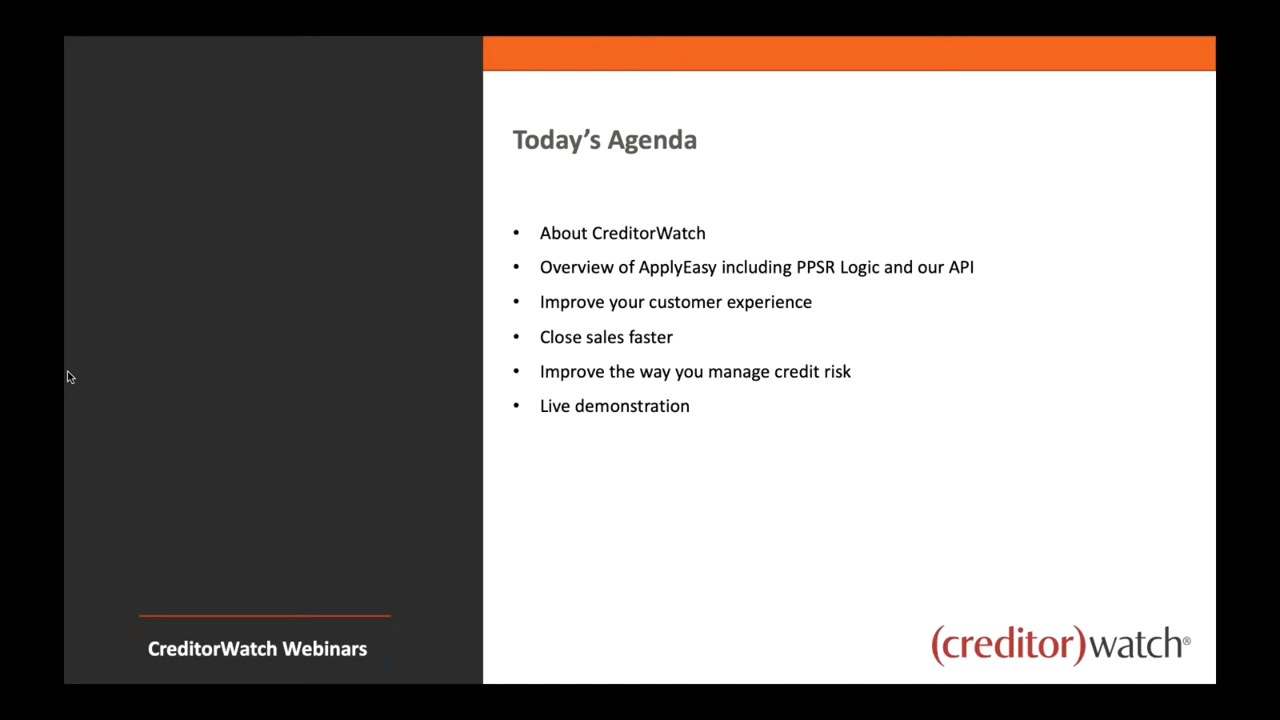 Today's Agenda
• About CreditorWatch
• Overview of ApplyEasy including PPSR Logic and our API
• Improve your customer experience
• Close sales faster
• Improve the way you manage credit risk
• Live demonstration
CreditorWatch Webinars
(creditor)watch®